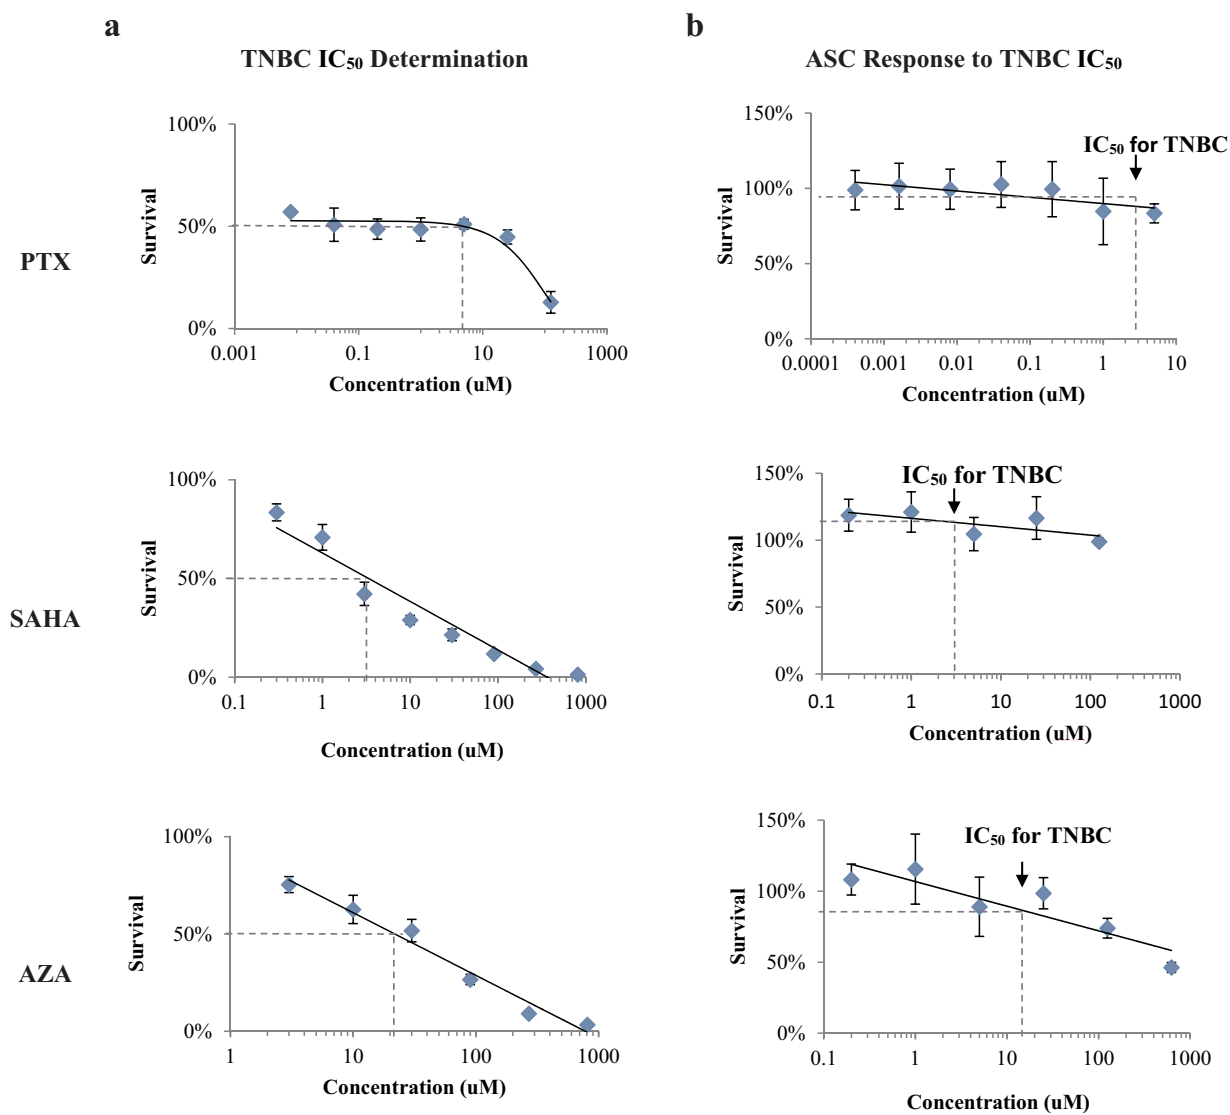 a
b
TNBC IC50 Determination
ASC Response to TNBC IC50
PTX
Survival
100%
50%
0%
0.001
0.1
10
1000
Concentration (uM)
Survival
150%
100%
50%
0%
IC50 for TNBC
0.0001
0.001
0.01
0.1
1
10
Concentration (uM)
SAHA
Survival
100%
50%
0%
0.1
1
10
100
1000
Concentration (uM)
Survival
150%
100%
50%
0%
IC50 for TNBC
0.1
1
10
100
1000
Concentration (uM)
AZA
Survival
100%
50%
0%
1
10
100
1000
Concentration (uM)
Survival
150%
100%
50%
0%
IC50 for TNBC
0.1
1
10
100
1000
Concentration (uM)